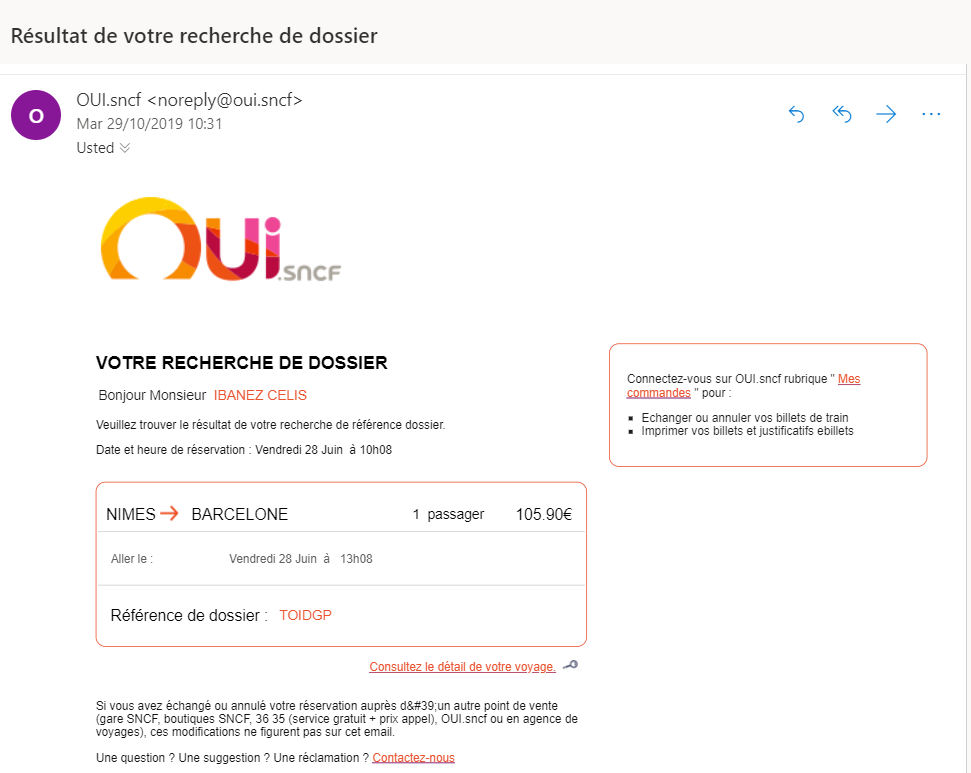 Résultat de votre recherche de dossier
O
OUI.sncf <noreply@oui.sncf>
Mar 29/10/2019 10:31
Usted
OUi.sncf
VOTRE RECHERCHE DE DOSSIER
Bonjour Monsieur IBANEZ CELIS
Veuillez trouver le résultat de votre recherche de référence dossier.
Date et heure de réservation : Vendredi 28 Juin à 10h08
Connectez-vous sur OUI.sncf rubrique " Mes
commandes " pour :
Echanger ou annuler vos billets de train
Imprimer vos billets et justificatifs ebillets
NIMES → BARCELONE 1 passager 105.90€
Aller le : Vendredi 28 Juin à 13h08
Référence de dossier : TOIDGP
Consultez le détail de votre voyage.
Si vous avez échangé ou annulé votre réservation auprès d&#39;un autre point de vente
(gare SNCF, boutiques SNCF, 36 35 (service gratuit + prix appel), OUI.sncf ou en agence de
voyages), ces modifications ne figurent pas sur cet email.
Une question ? Une suggestion ? Une réclamation ? Contactez-nous